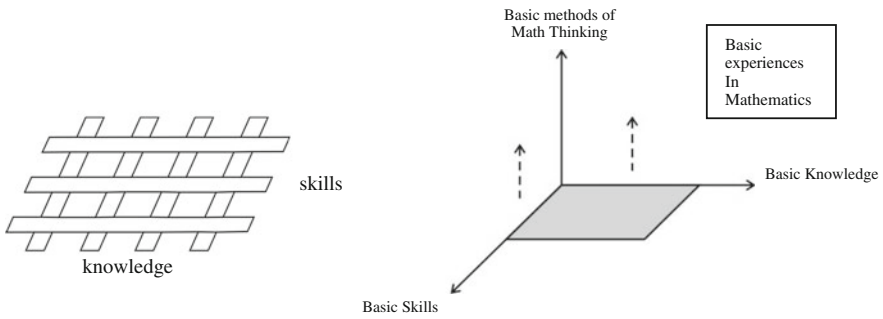 skills
knowledge
Basic methods of
Math Thinking
Basic
experiences
In
Mathematics
Basic Knowledge
Basic Skills